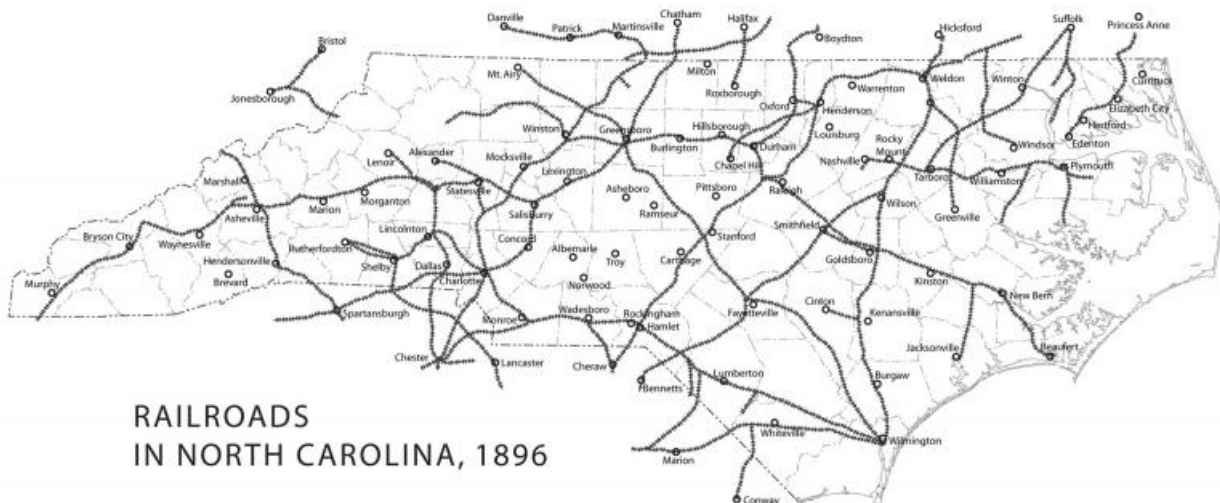 Danville
Patrick
Martinsville
Chatham
Halifax
Boydton
Hicksford
Suffolk
Princess Anne
Bristol
Mt. Airy
Milton
Roxborough
Oxford
Henderson
Warrenton
Weldon
Winton
Currituck
Jonesborough
Elizabeth City
Hertford
Edenton
Winston
Greensboro
Hillsborough
Burlington
Durham
Chapel Hill
Louisburg
Rocky
Mount
Nashville
Windsor
Plymouth
Lenoir
Alexander
Mocksville
Lexington
Tarboro
Williamston
Marshall
Statesville
Asheboro
Pittsboro
Raleigh
Morganton
Marion
Asheville
Salisburry
Ramseur
Wilson
Greenville
Bryson City
Waynesville
Rutherfordson
Lincolnton
Concord
Albemarle
Troy
Carthage
Stanford
Smithfield
Goldsboro
Hendersonville
Shelby
Dallas
Charlotte
Norwood
Kinston
Murphy
Brevard
New Bern
Spartansburgh
Monroe
Wadesboro
Rockingham
Hamlet
Fayetteville
Cinton
Kenansville
Chester
Lancaster
Cheraw
Jacksonville
Beaufert
Lumberton
Burgaw
Whiteville
Wilmington
Marion
Conway
RAILROADS
IN NORTH CAROLINA, 1896